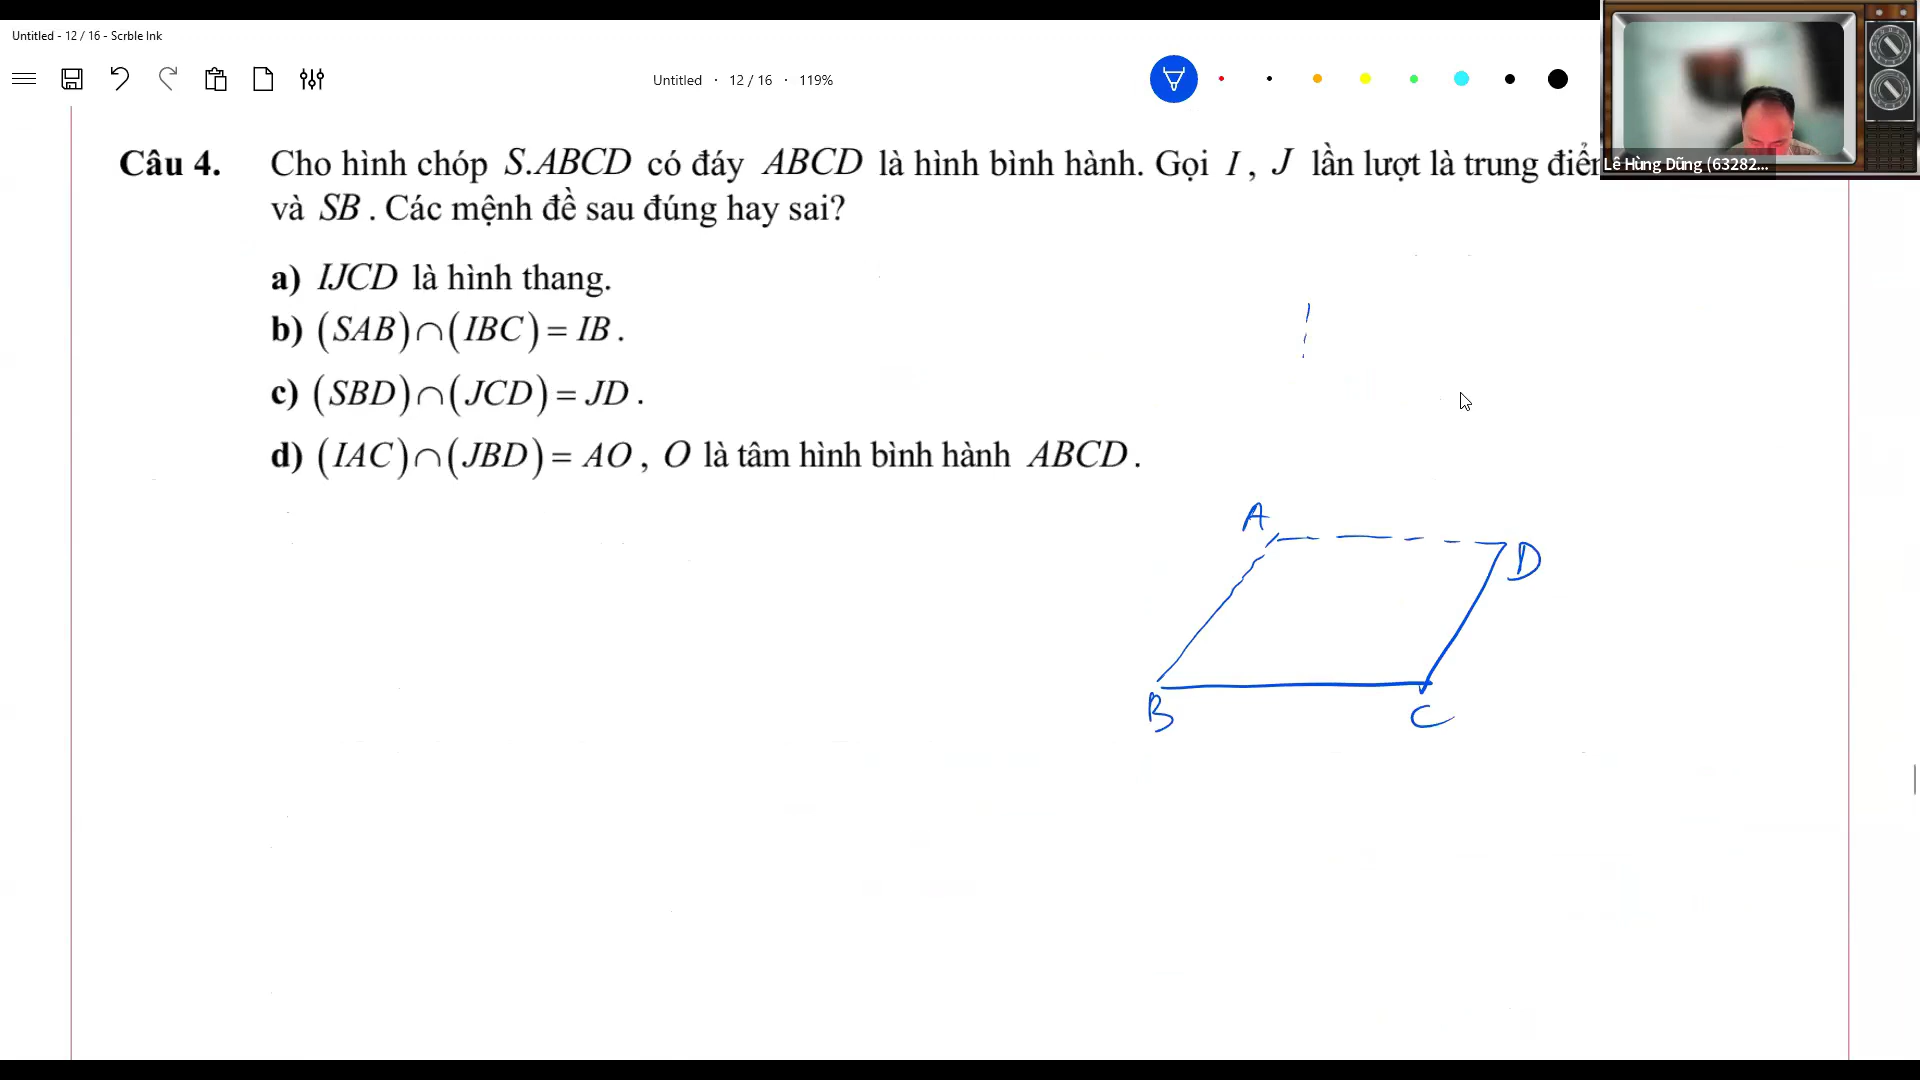 Untitled - 12 / 16 - Scrble Ink
Untitled · 12 / 16 · 119%
Lê Hùng Dũng (63282...
Câu 4. Cho hình chóp S.ABCD có đáy ABCD là hình bình hành. Gọi I, J lần lượt là trung
và SB. Các mệnh đề sau đúng hay sai?
a) IJCD là hình thang.
b) (SAB)∩(IBC)= IB.
c) (SBD)∩(JCD)= JD.
d) (IAC)∩(JBD)= AO, O là tâm hình bình hành ABCD.
A
D
B
C